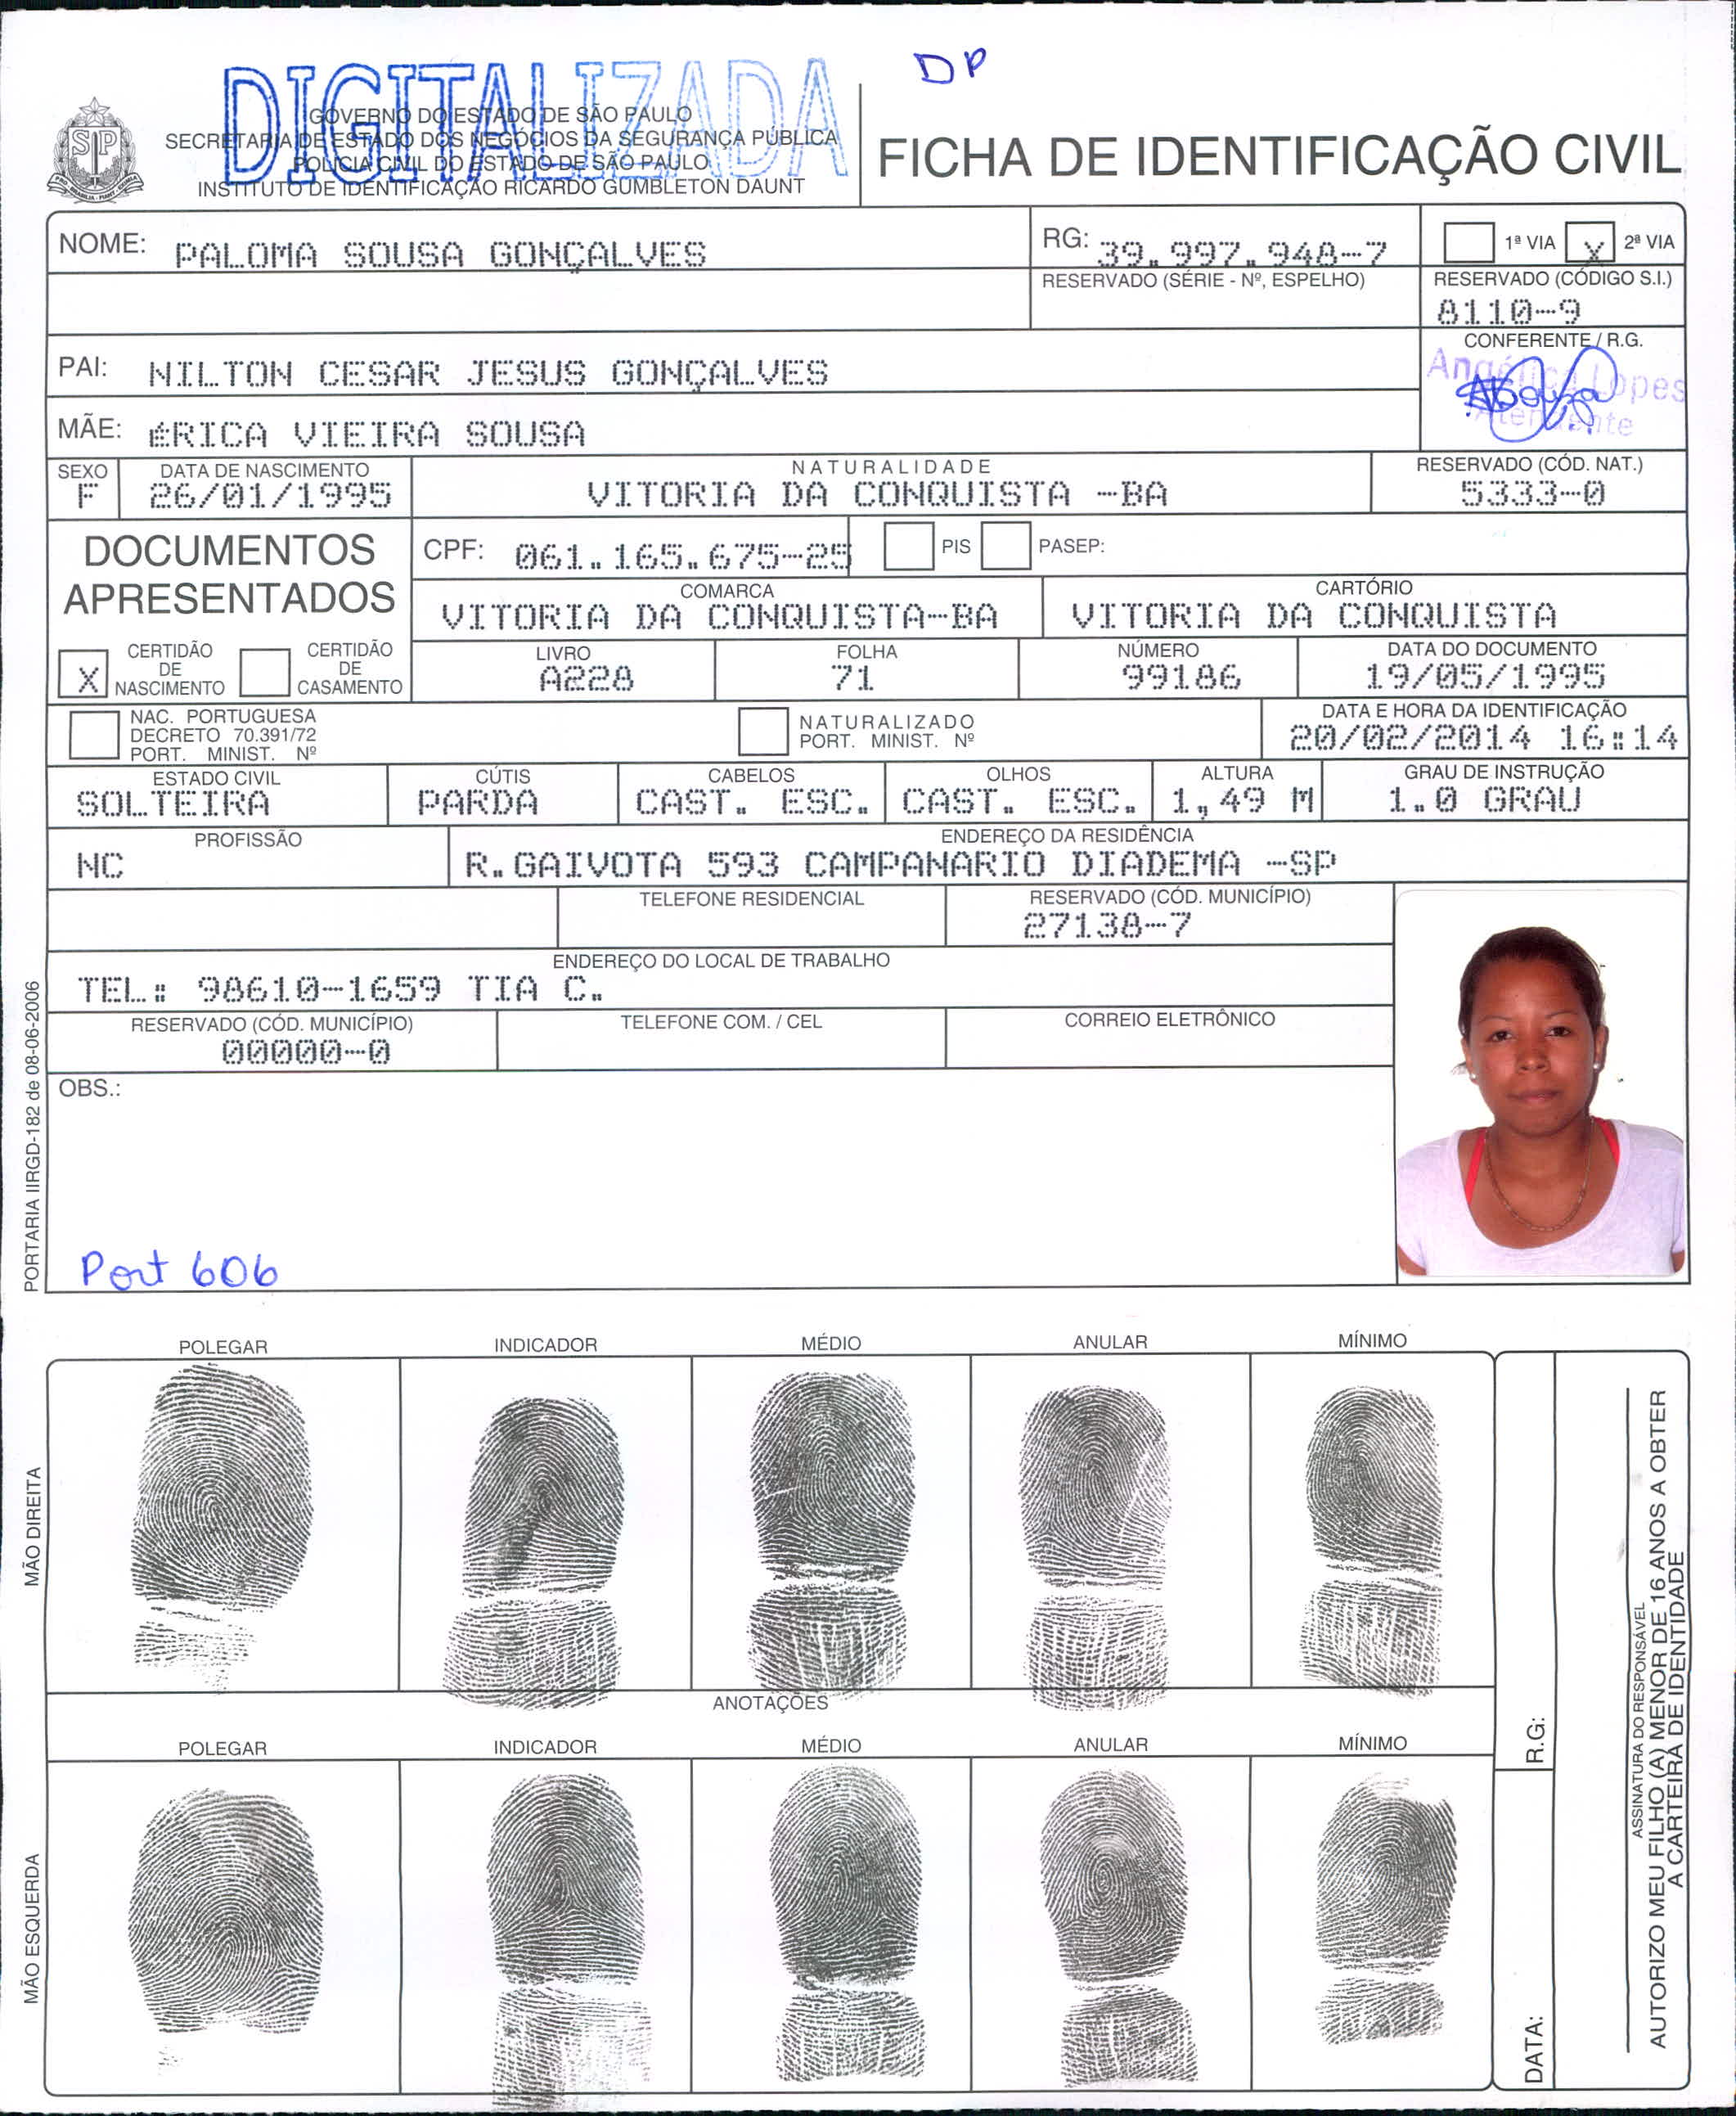 DIGITALIZADA
DP
GOVERNO DO ESTADO DE SÃO PAULO
SECRETARIA DE ESTADO DOS NEGÓCIOS DA SEGURANÇA PÚBLICA
POLÍCIA CIVIL DO ESTADO DE SÃO PAULO
INSTITUTO DE IDENTIFICAÇÃO RICARDO GUMBLETON DAUNT
FICHA DE IDENTIFICAÇÃO CIVIL
NOME: PALOMA SOUSA GONÇALVES
RG: 39.997.948-7
1ª VIA X 2ª VIA
RESERVADO (SÉRIE - Nº, ESPELHO)
RESERVADO (CÓDIGO S.I.)
8110-9
PAI: NILTON CESAR JESUS GONÇALVES
CONFERENTE / R.G.
Angélica Lopes
Atendente
MÃE: ÉRICA VIEIRA SOUSA
SEXO
F
DATA DE NASCIMENTO
26/01/1995
NATURALIDADE
VITORIA DA CONQUISTA -BA
RESERVADO (CÓD. NAT.)
5333-0
DOCUMENTOS
APRESENTADOS
CPF: 061.165.675-25
PIS
PASEP:
COMARCA
VITORIA DA CONQUISTA-BA
CARTÓRIO
VITORIA DA CONQUISTA
X CERTIDÃO
DE
NASCIMENTO
CERTIDÃO
DE
CASAMENTO
LIVRO
A228
FOLHA
71
NÚMERO
99186
DATA DO DOCUMENTO
19/05/1995
NAC. PORTUGUESA
DECRETO 70.391/72
PORT. MINIST. Nº
NATURALIZADO
PORT. MINIST. Nº
DATA E HORA DA IDENTIFICAÇÃO
20/02/2014 16:14
ESTADO CIVIL
SOLTEIRA
CÚTIS
PARDA
CABELOS
CAST. ESC.
OLHOS
CAST. ESC.
ALTURA
1,49 M
GRAU DE INSTRUÇÃO
1.0 GRAU
PROFISSÃO
NC
ENDEREÇO DA RESIDÊNCIA
R.GAIVOTA 593 CAMPANARIO DIADEMA -SP
TELEFONE RESIDENCIAL
RESERVADO (CÓD. MUNICÍPIO)
27138-7
ENDEREÇO DO LOCAL DE TRABALHO
TEL: 98610-1659 TIA C.
RESERVADO (CÓD. MUNICÍPIO)
00000-0
TELEFONE COM. / CEL
CORREIO ELETRÔNICO
OBS.:
Port 606
PORTARIA IIRGD-182 de 08-06-2006
POLEGAR
INDICADOR
MÉDIO
ANULAR
MÍNIMO
MÃO DIREITA
ANOTAÇÕES
POLEGAR
INDICADOR
MÉDIO
ANULAR
MÍNIMO
MÃO ESQUERDA
R.G:
DATA:
ASSINATURA DO RESPONSÁVEL
AUTORIZO MEU FILHO (A) MENOR DE 16 ANOS A OBTER
A CARTEIRA DE IDENTIDADE